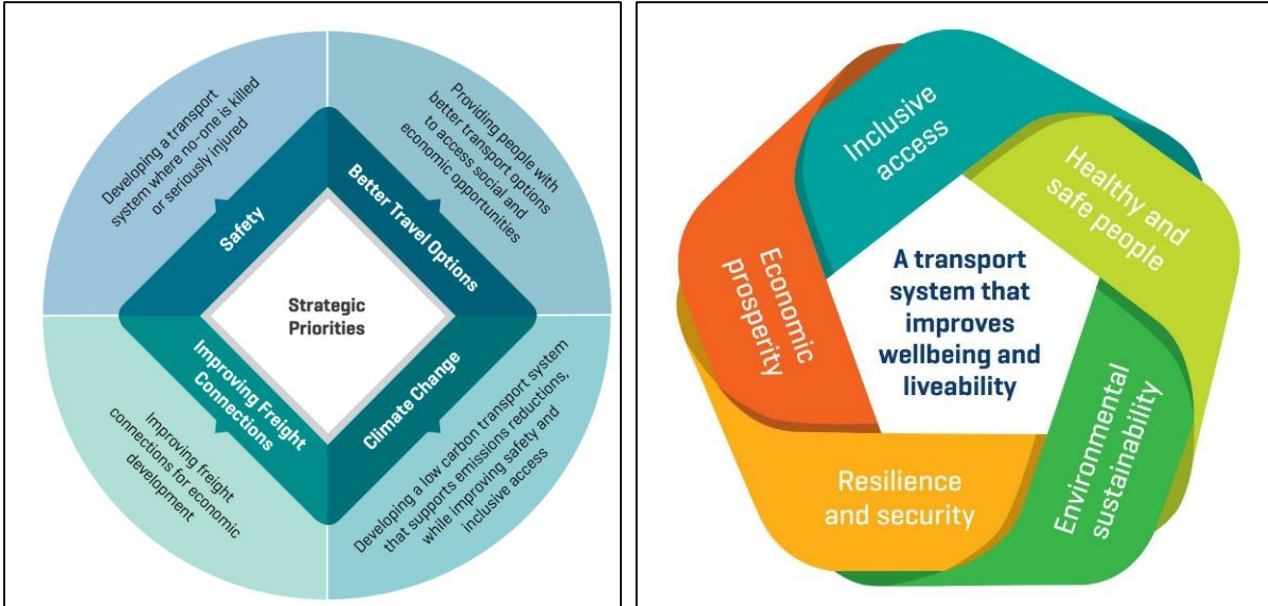 Developing a transport
system where no-one is killed
or seriously injured
Safety
Providing people with
better transport options
to access social and
economic opportunities
Better Travel Options
Strategic
Priorities
Improving Freight
Connections
Improving freight
connections for economic
development
Climate Change
Developing a low carbon transport system
that supports emissions reductions,
while improving safety and
inclusive access
Inclusive
access
Healthy and
safe people
Economic
prosperity
A transport
system that
improves
wellbeing and
liveability
Environmental
sustainability
Resilience
and security